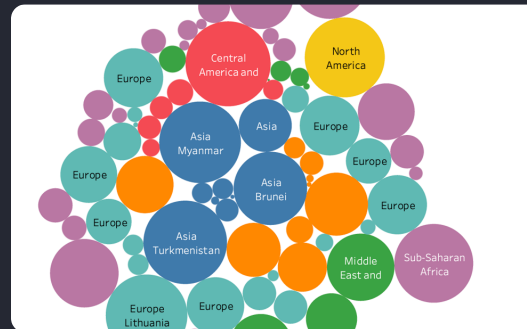 North
America
Central
America and
Europe
Asia
Europe
Asia
Myanmar
Europe
Europe
Asia
Brunei
Europe
Europe
Asia
Turkmenistan
Middle
East and
Sub-Saharan
Africa
Europe
Lithuania
Europe